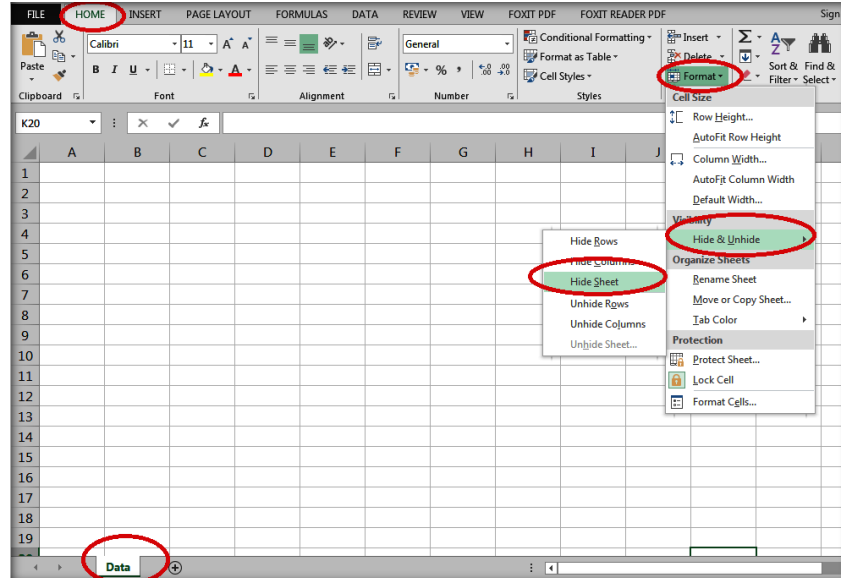 FILE HOME INSERT PAGE LAYOUT FORMULAS DATA REVIEW VIEW FOXIT PDF FOXIT READER PDF Sign
Calibri 11 A A General Conditional Formatting Insert Σ A Z
Paste B I U A $ % , .0 .00 .00 .0 Format as Table Delete Sort & Find &
Cell Styles Format Filter Select
Clipboard Font Alignment Number Styles
K20 fx
Cell Size
Row Height...
AutoFit Row Height
Column Width...
AutoFit Column Width
Default Width...
Visibility
Hide & Unhide
Organize Sheets
Rename Sheet
Move or Copy Sheet...
Tab Color
Protection
Protect Sheet...
Lock Cell
Format Cells...
Hide Rows
Hide Columns
Hide Sheet
Unhide Rows
Unhide Columns
Unhide Sheet...
A B C D E F G H I J
1
2
3
4
5
6
7
8
9
10
11
12
13
14
15
16
17
18
19
Data